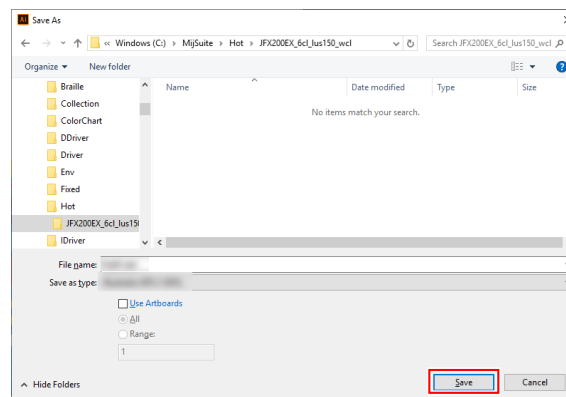 Ai Save As
« Windows (C:) › MijSuite › Hot › JFX200EX_6cl_lus150_wcl
Search JFX200EX_6cl_lus150_wcl
Organize New folder
Name Date modified Type Size
No items match your search.
Braille
Collection
ColorChart
DDriver
Driver
Env
Fixed
Hot
JFX200EX_6cl_lus150
IDriver
File name:
Save as type:
Use Artboards
All
Range:
1
Hide Folders
Save Cancel